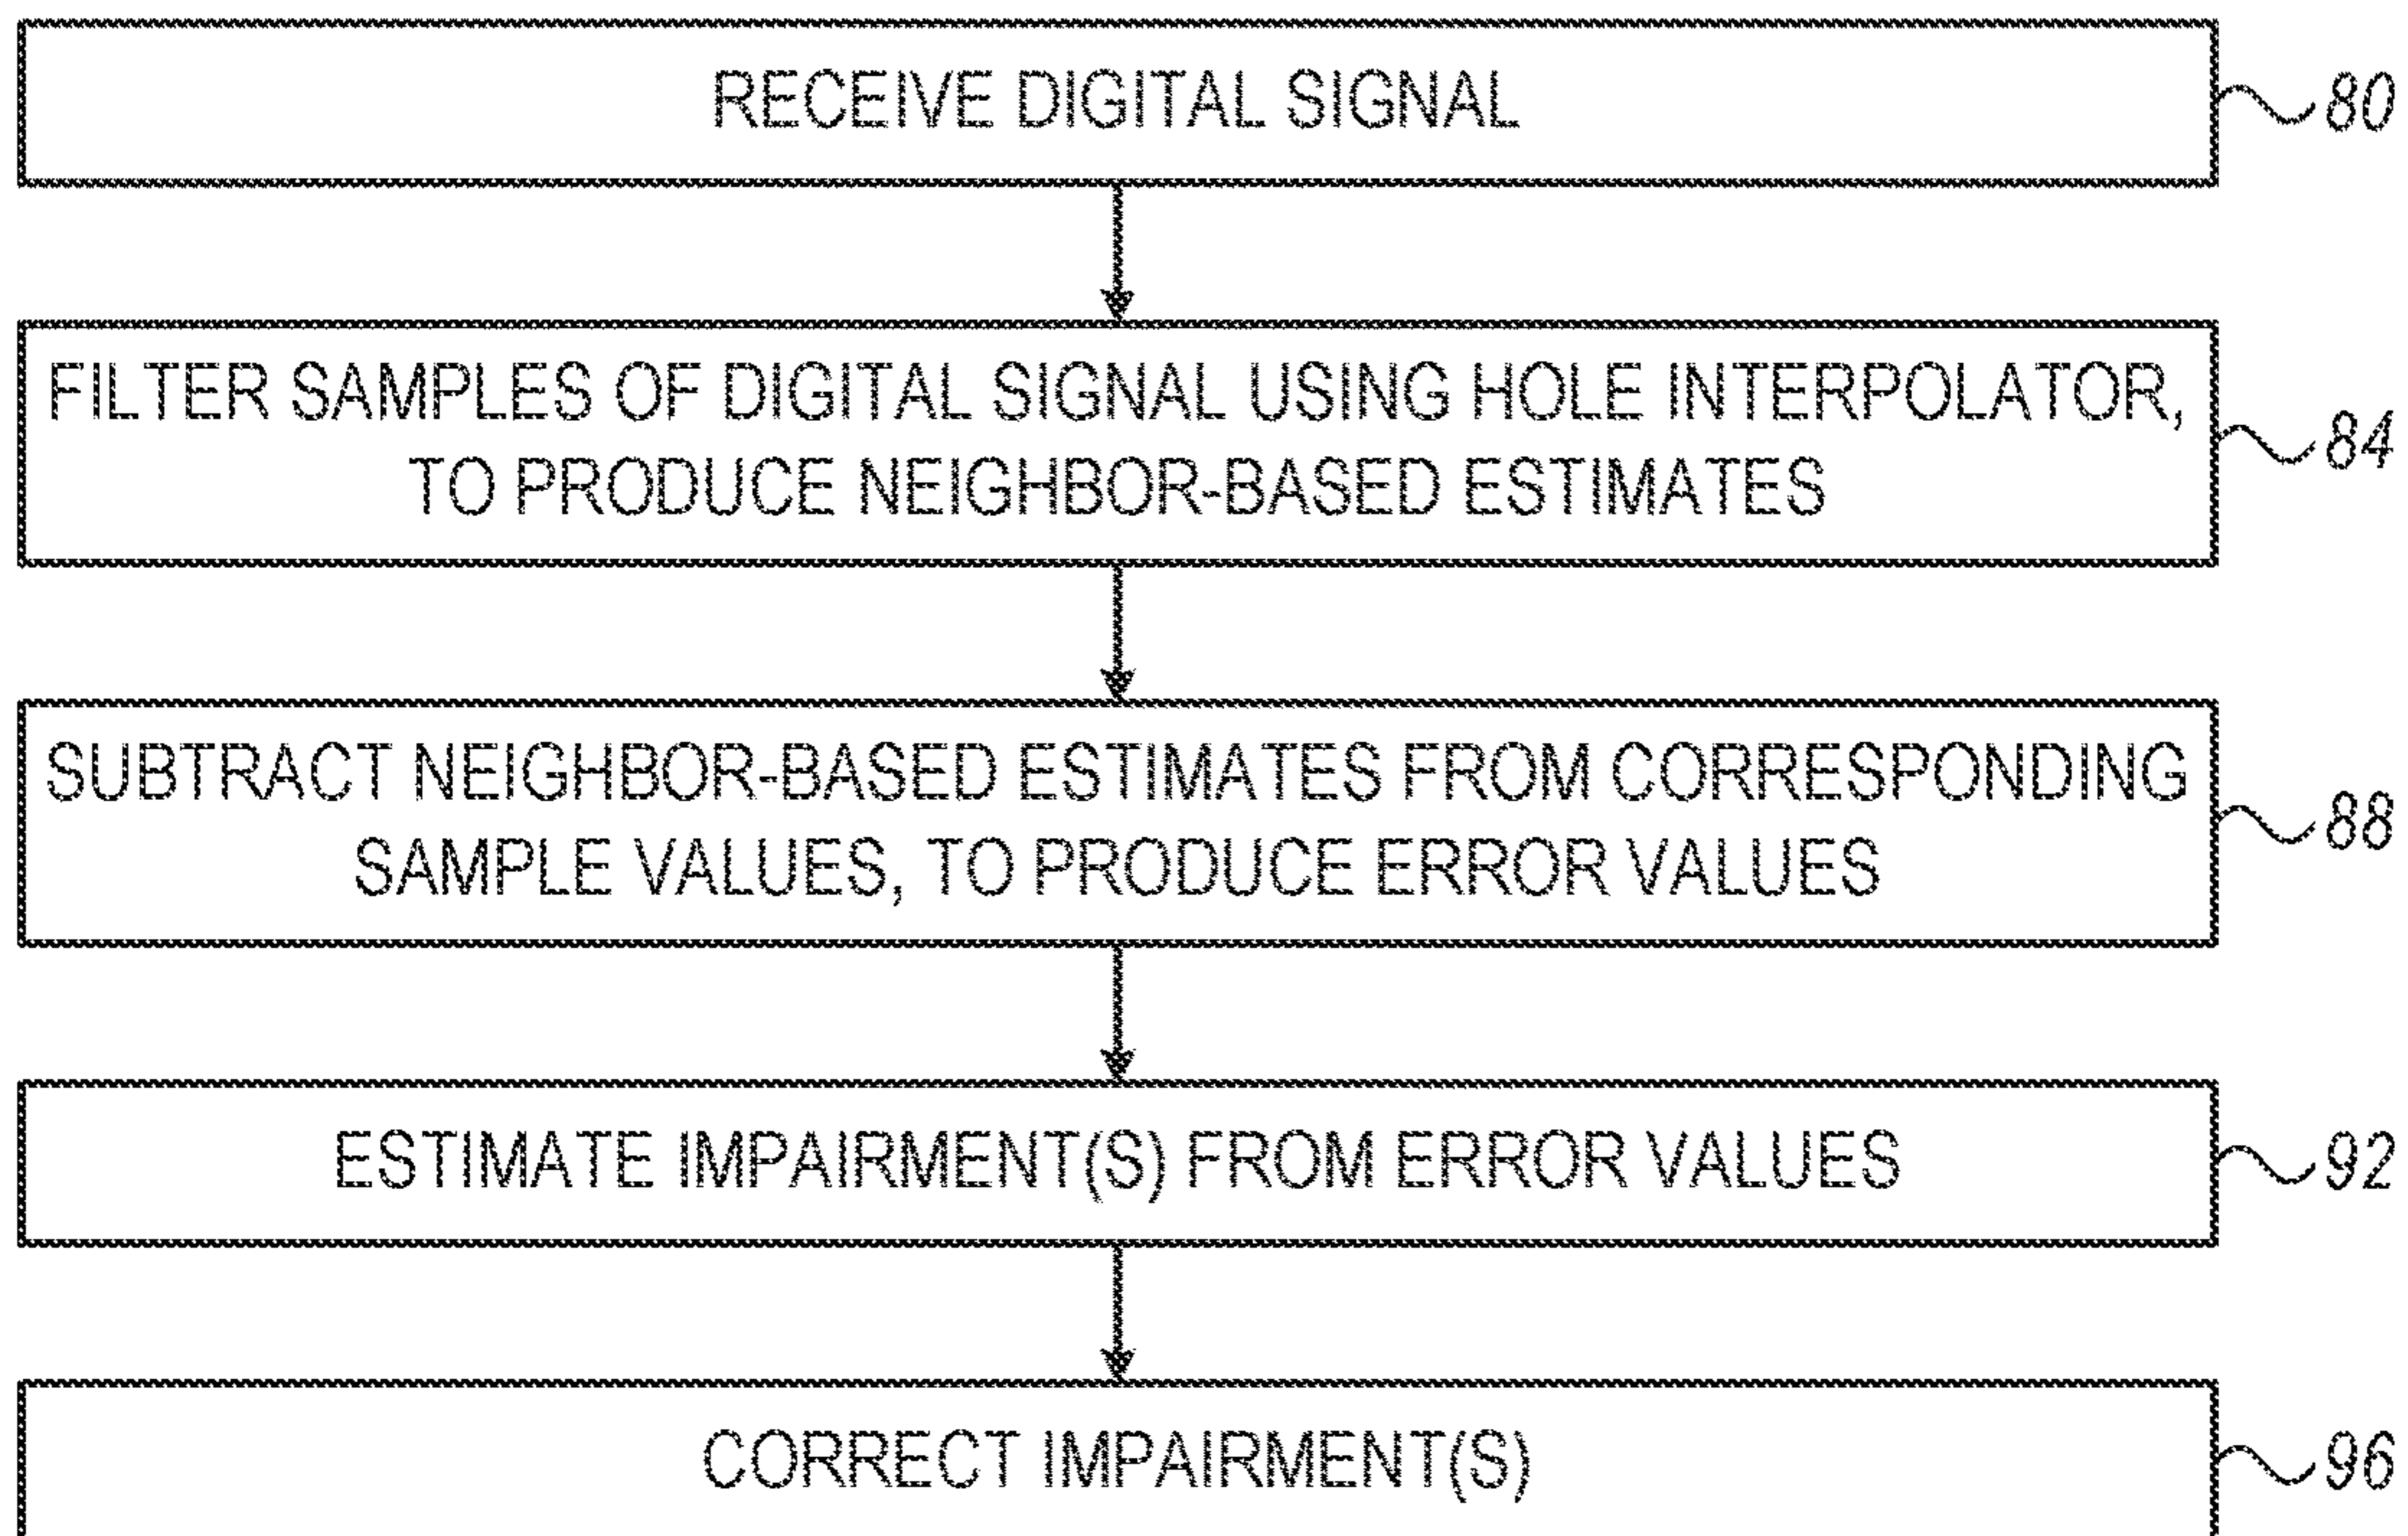 RECEIVE DIGITAL SIGNAL
80
FILTER SAMPLES OF DIGITAL SIGNAL USING HOLE INTERPOLATOR,
TO PRODUCE NEIGHBOR-BASED ESTIMATES
84
SUBTRACT NEIGHBOR-BASED ESTIMATES FROM CORRESPONDING
SAMPLE VALUES, TO PRODUCE ERROR VALUES
88
ESTIMATE IMPAIRMENT(S) FROM ERROR VALUES
92
CORRECT IMPAIRMENT(S)
96